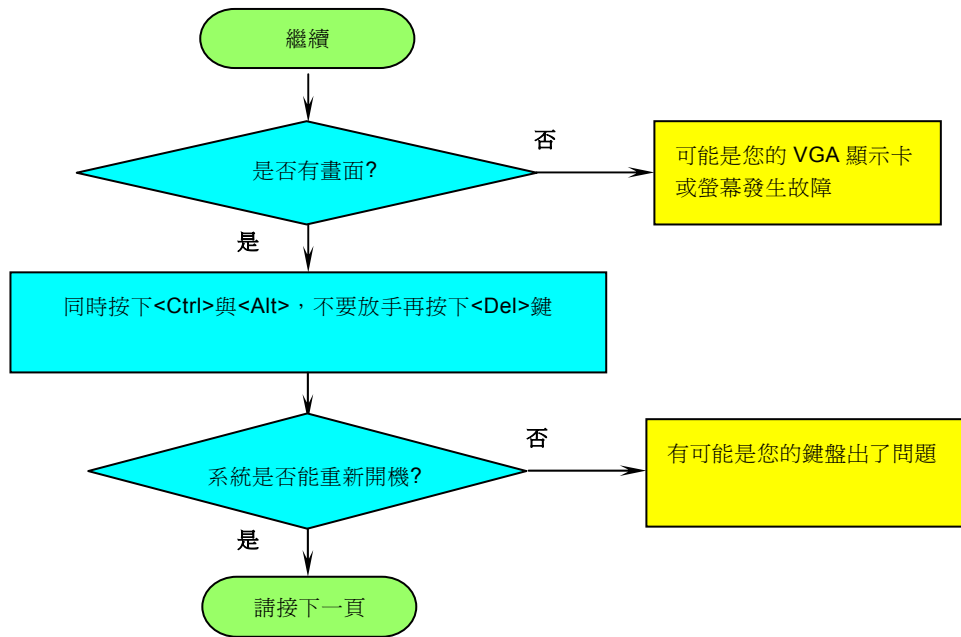 繼續
是否有畫面?
否
可能是您的 VGA 顯示卡
或螢幕發生故障
是
同時按下<Ctrl>與<Alt>，不要放手再按下<Del>鍵
系統是否能重新開機?
否
有可能是您的鍵盤出了問題
是
請接下一頁